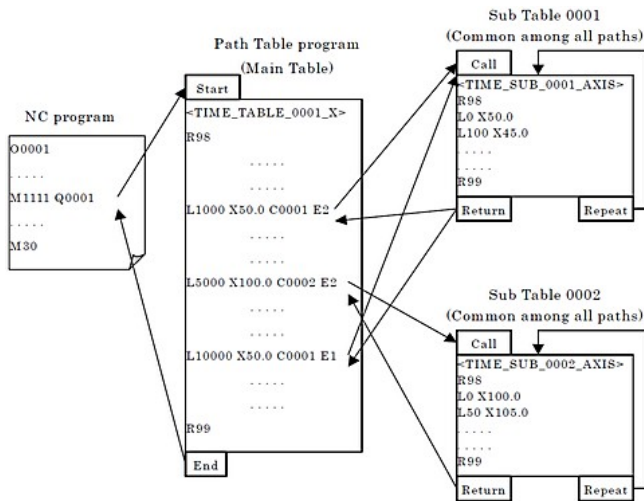 NC program
O0001
.....
M1111 Q0001
.....
M30
Path Table program
(Main Table)
Start
<TIME_TABLE_0001_X>
R98
.....
.....
L1000 X50.0 C0001 E2
.....
.....
L5000 X100.0 C0002 E2
.....
.....
L10000 X50.0 C0001 E1
.....
.....
R99
End
Sub Table 0001
(Common among all paths)
Call
<TIME_SUB_0001_AXIS>
R98
L0 X50.0
L100 X45.0
.....
.....
R99
Return
Repeat
Sub Table 0002
(Common among all paths)
Call
<TIME_SUB_0002_AXIS>
R98
L0 X100.0
L50 X105.0
.....
.....
R99
Return
Repeat